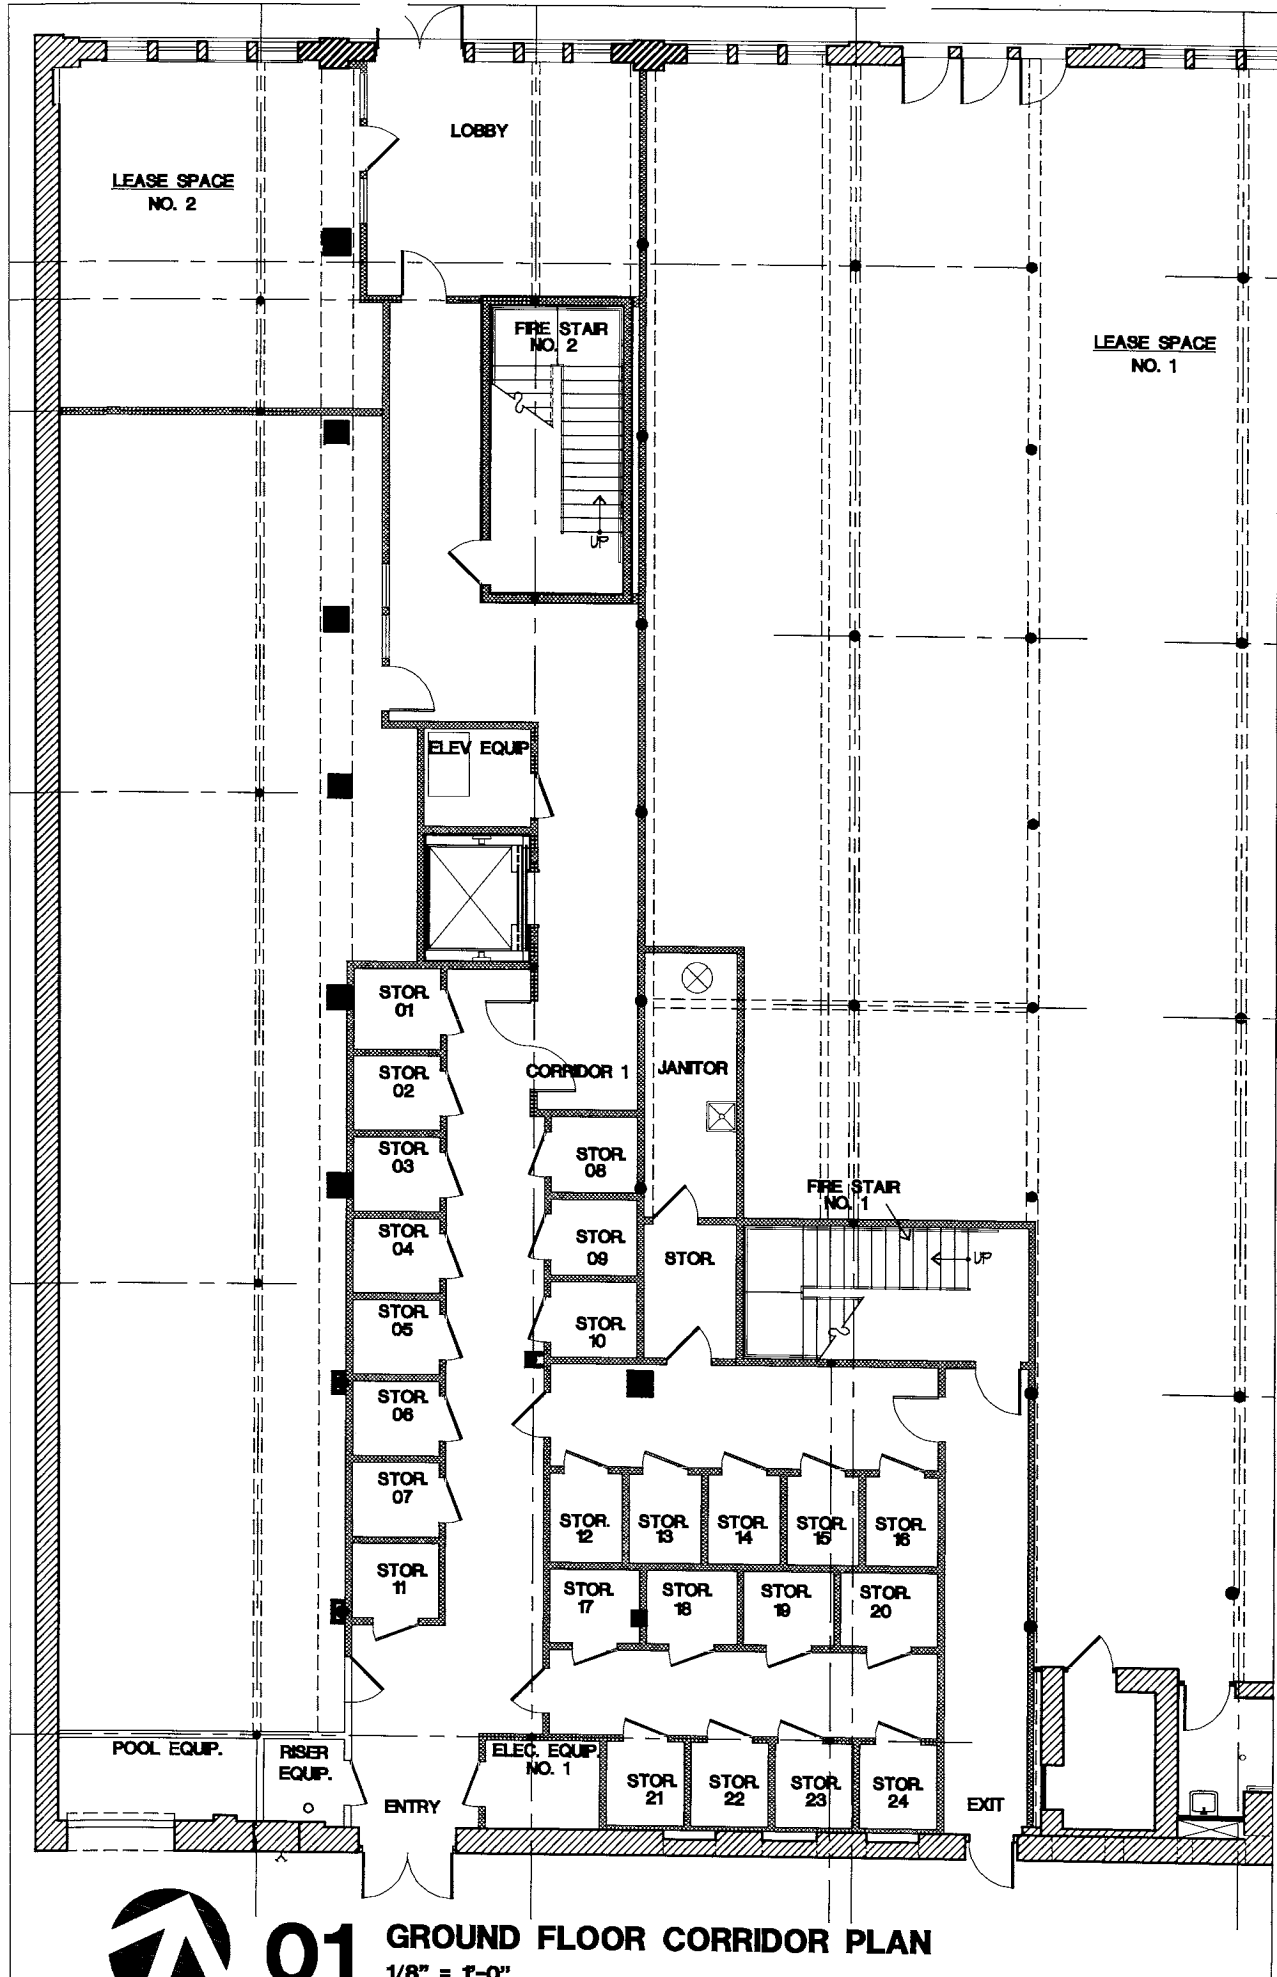 LOBBY
LEASE SPACE
NO. 2
FIRE STAIR
NO. 2
LEASE SPACE
NO. 1
UP
ELEV EQUIP
STOR.
01
CORRIDOR 1
JANITOR
STOR.
02
STOR.
03
STOR.
08
FIRE STAIR
NO. 1
STOR.
04
STOR.
09
STOR.
UP
STOR.
05
STOR.
10
STOR.
06
STOR.
07
STOR.
12
STOR.
13
STOR.
14
STOR.
15
STOR.
16
STOR.
11
STOR.
17
STOR.
18
STOR.
19
STOR.
20
POOL EQUIP.
RISER
EQUIP.
ELEC. EQUIP.
NO. 1
STOR.
21
STOR.
22
STOR.
23
STOR.
24
ENTRY
EXIT
01
GROUND FLOOR CORRIDOR PLAN
1/8" = 1'-0"